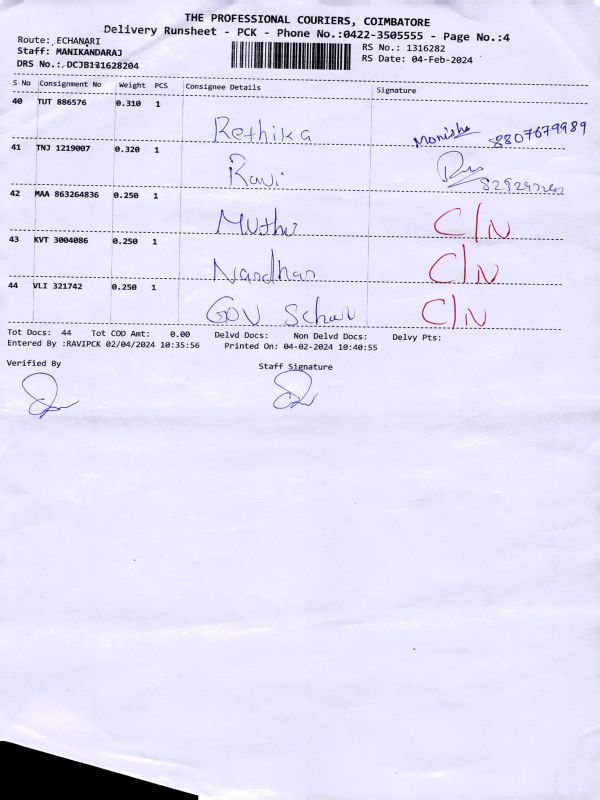 THE PROFESSIONAL COURIERS, COIMBATORE
Delivery Runsheet - PCK - Phone No.:0422-3505555 - Page No.:4
Route: ECHANARI
RS No.: 1316282
Staff: MANIKANDARAJ
RS Date: 04-Feb-2024
DRS No.: DCJB131628204
S No Consignment No Weight PCS Consignee Details Signature
40 TUT 886576 0.310 1
Rethika Monisha 8807679989
41 TNJ 1219007 0.320 1
Ravi
42 MAA 863264836 0.250 1
Muthu C/N
43 KVT 3004086 0.250 1
Nandhan C/N
44 VLI 321742 0.250 1
GOV C/N
Tot Docs: 44 Tot COD Amt: 0.00 Delvd Docs: Non Delvd Docs: Delvy Pts:
Entered By :RAVIPCK 02/04/2024 10:35:56 Printed On: 04-02-2024 10:40:55
Verified By Staff Signature